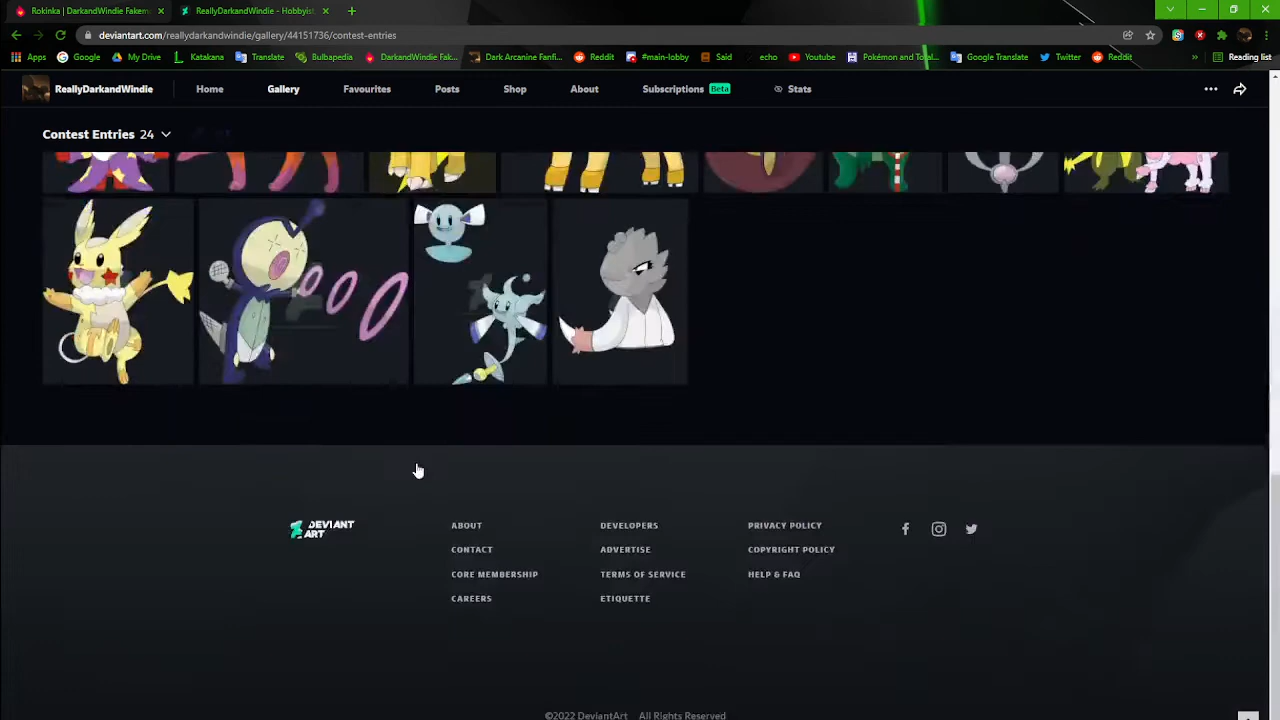 Rokinka | DarkandWindie Fakem
ReallyDarkandWindie - Hobbyist
deviantart.com/reallydarkandwindie/gallery/44151736/contest-entries
Apps Google My Drive Katakana Translate Bulbapedia DarkandWindie Fak... Dark Arcanine Fanfi... Reddit #main-lobby Said echo Youtube Pokémon and Total... Google Translate Twitter Reddit » Reading list
ReallyDarkandWindie Home Gallery Favourites Posts Shop About Subscriptions Beta Stats
Contest Entries 24
DEVIANT ART
ABOUT DEVELOPERS PRIVACY POLICY
CONTACT ADVERTISE COPYRIGHT POLICY
CORE MEMBERSHIP TERMS OF SERVICE HELP & FAQ
CAREERS ETIQUETTE
©2022 DeviantArt All Rights Reserved